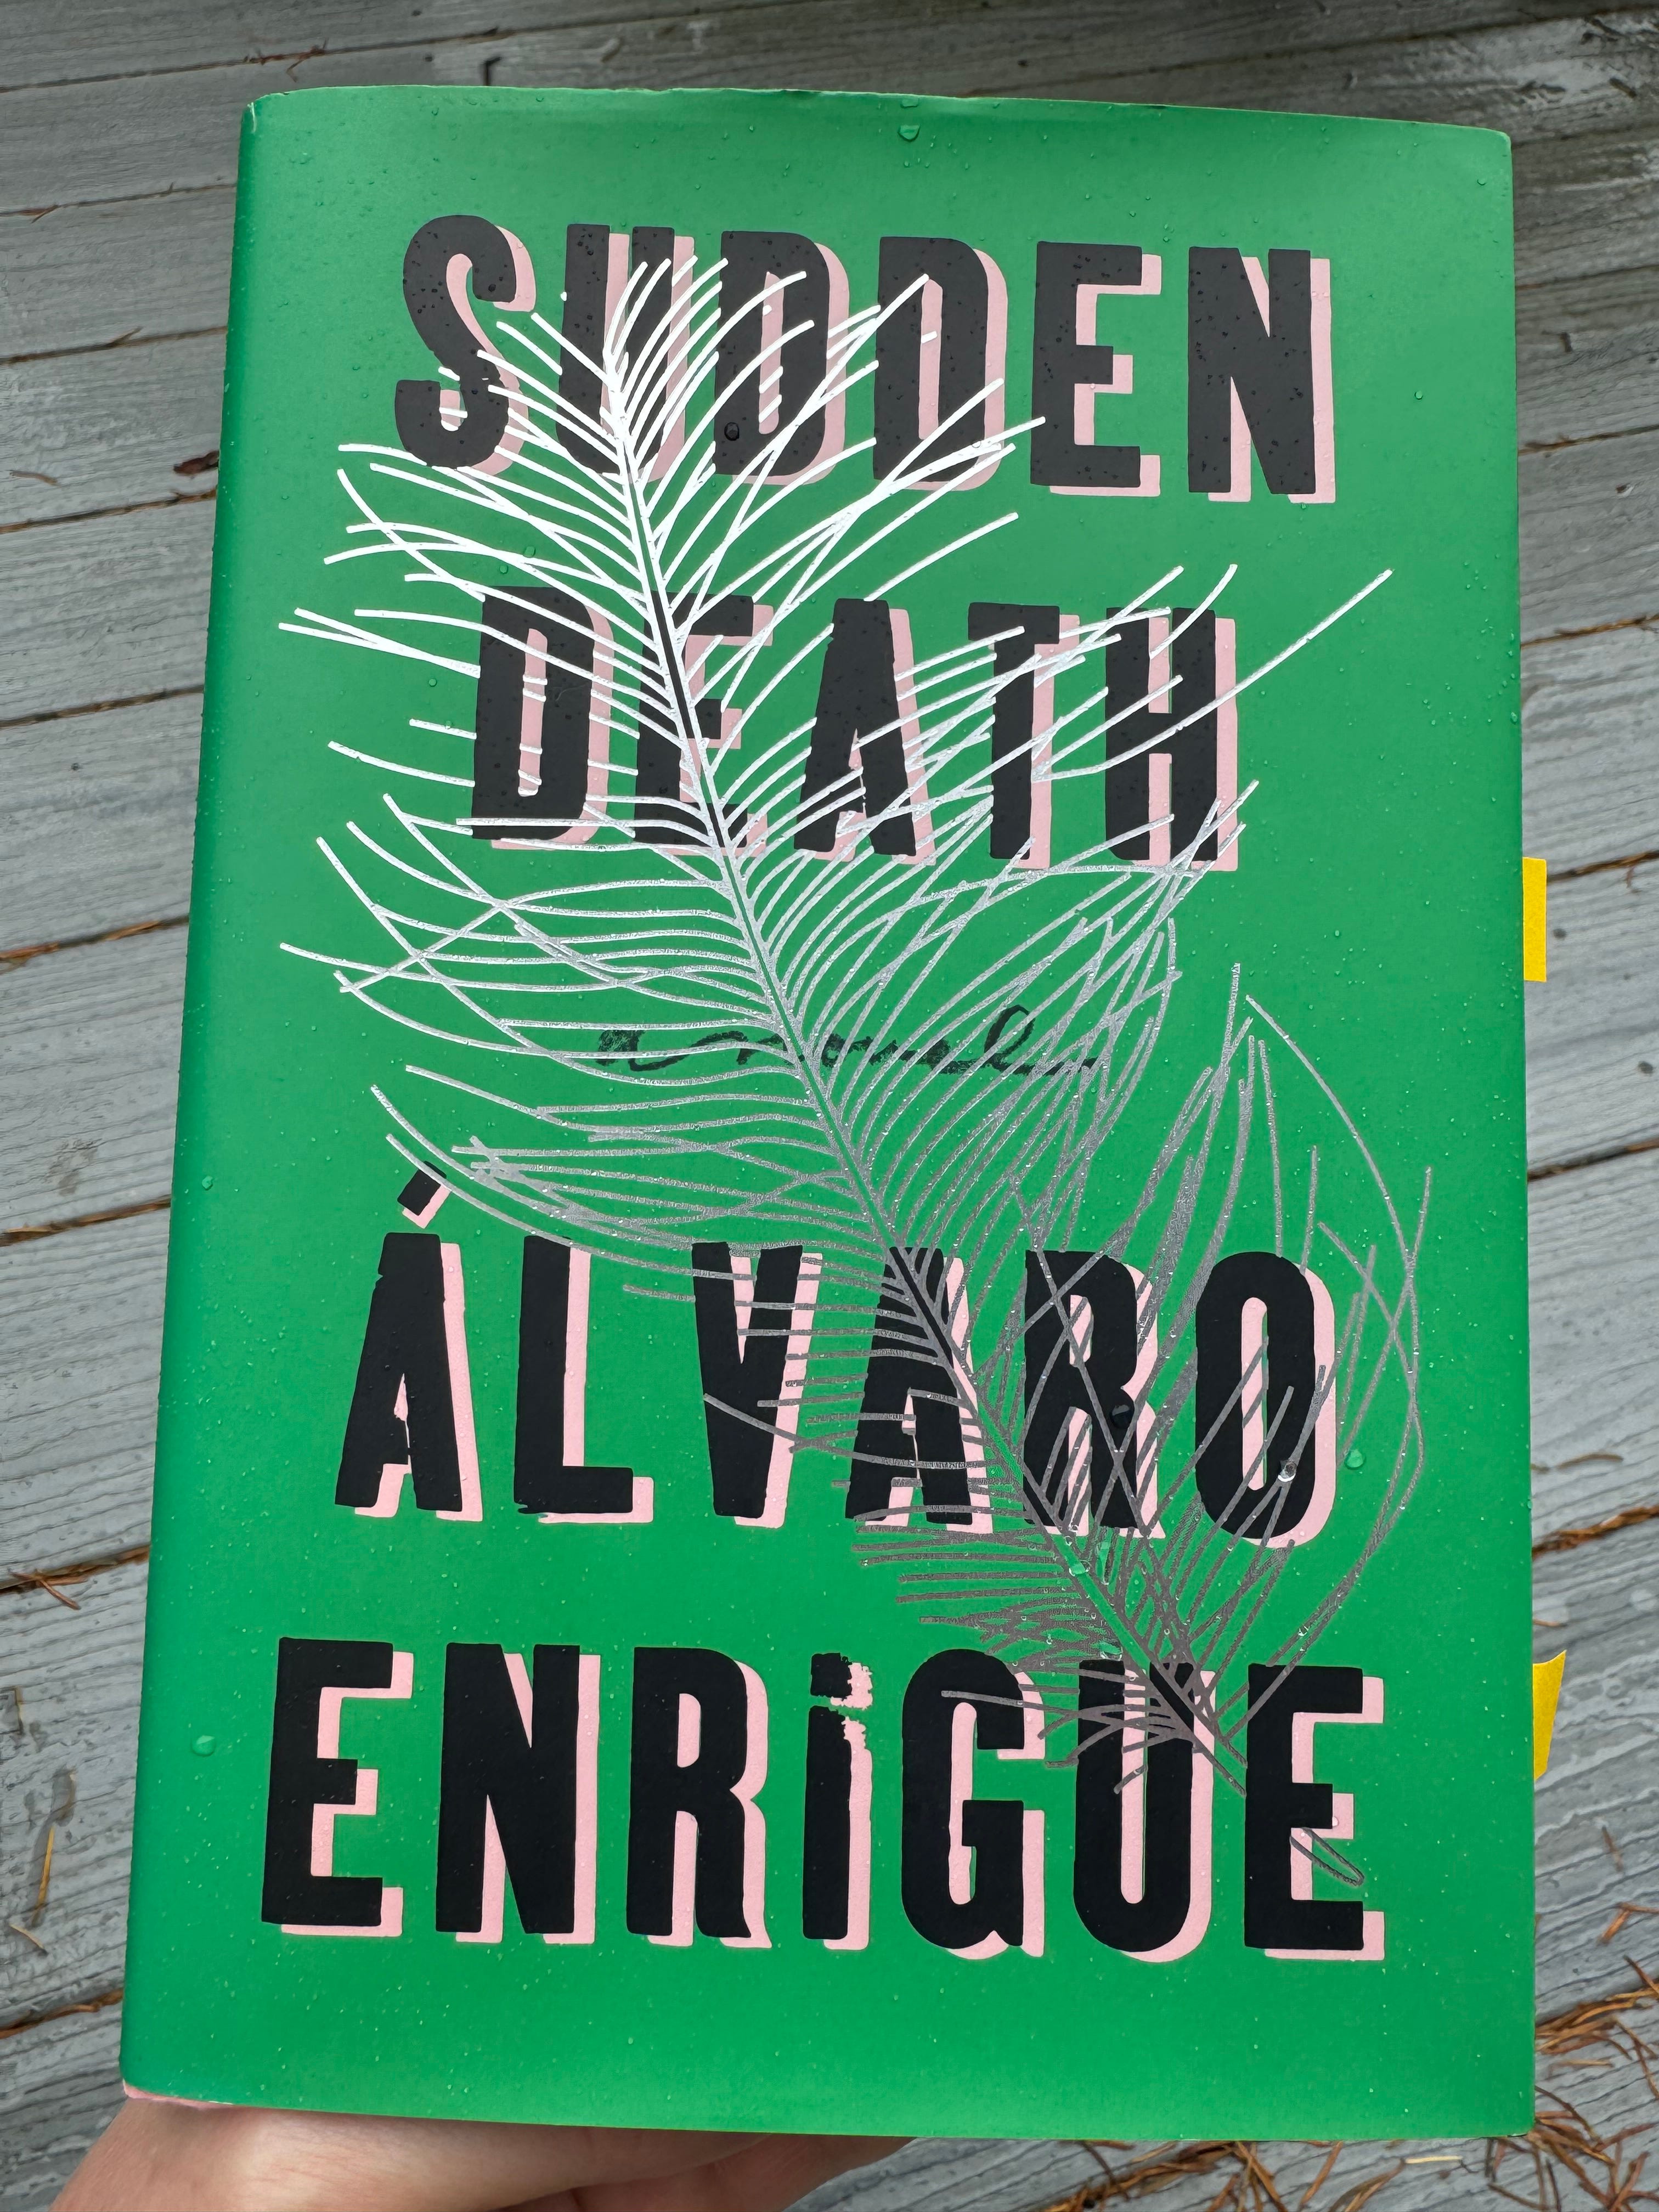 SUDDEN
DEATH
a novel
ÁLVARO
ENRiGUE